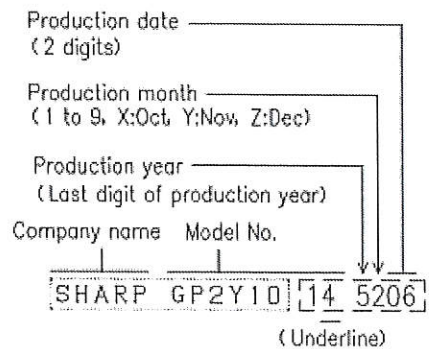 Production date
(2 digits)
Production month
(1 to 9, X:Oct, Y:Nov, Z:Dec)
Production year
(Last digit of production year)
Company name Model No.
SHARP GP2Y10 14 5206
(Underline)